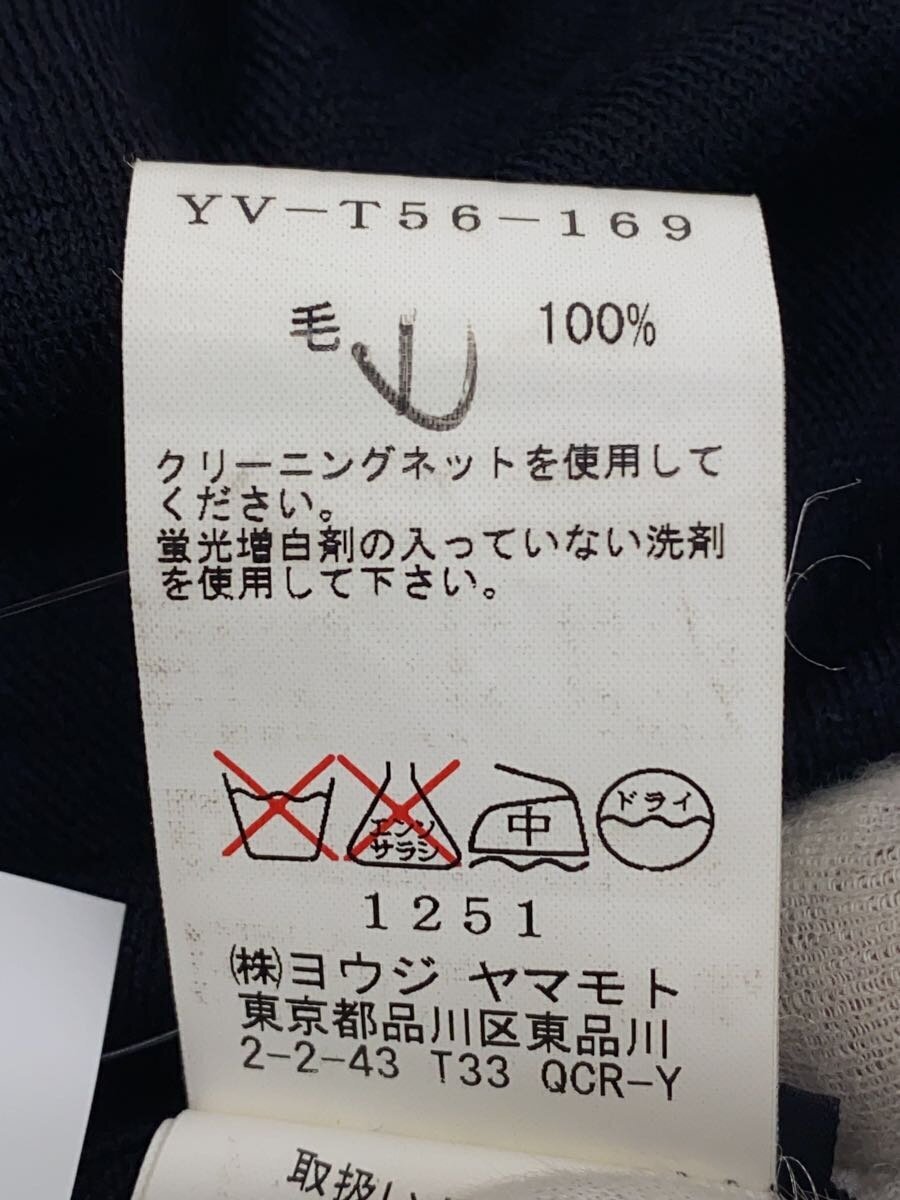 YV-T56-169
毛 100%
クリーニングネットを使用して
ください。
蛍光増白剤の入っていない洗剤
を使用して下さい。
エンソ
サラシ
中
ドライ
1251
(株)ヨウジ ヤマモト
東京都品川区東品川
2-2-43 T33 QCR-Y
取扱い